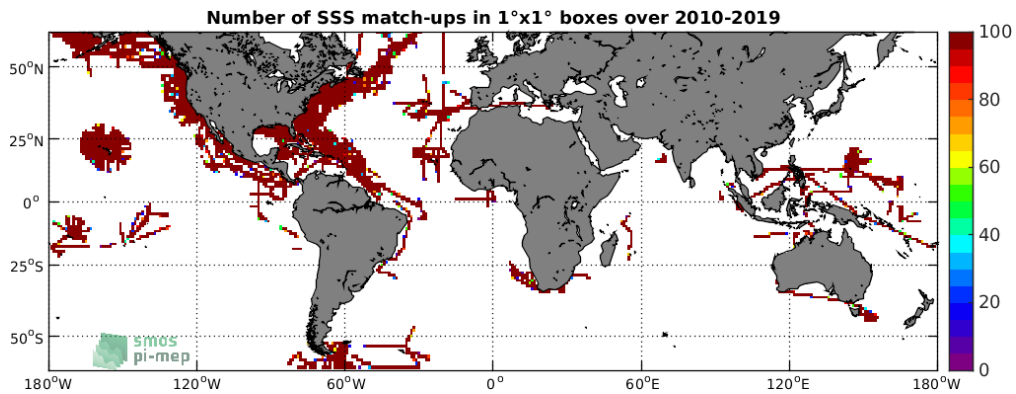 Number of SSS match-ups in 1°x1° boxes over 2010-2019
50°N
25°N
0°
25°S
50°S
180°W
120°W
60°W
0°
60°E
120°E
180°W
100
80
60
40
20
0
smos
pi-mep